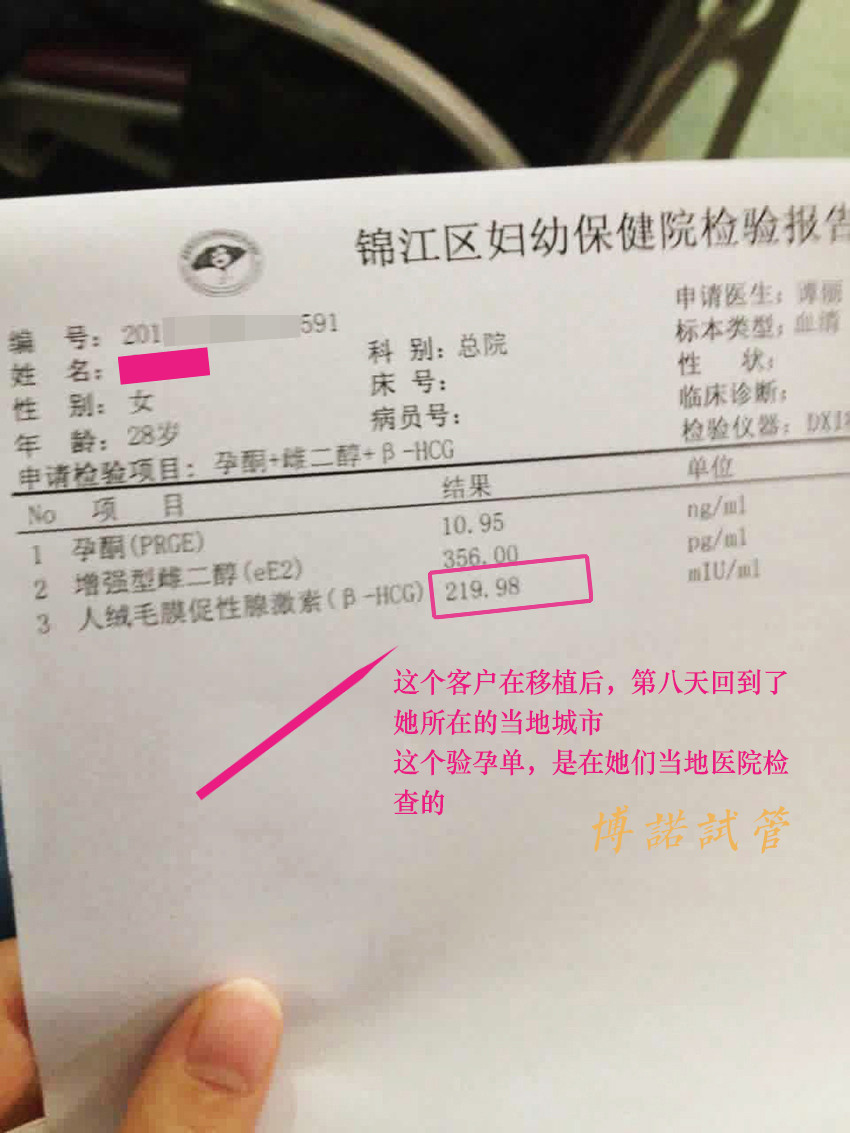 锦江区妇幼保健院检验报告
编 号: 201 591
姓 名:
性 别: 女
年 龄: 28岁
科 别: 总院
床 号:
病员号:
申请医生: 谭俪
标本类型: 血清
性 状:
临床诊断:
检验仪器: DXI8
申请检验项目: 孕酮+雌二醇+β-HCG
No 项 目 结果 单位
1 孕酮(PRGE) 10.95 ng/ml
2 增强型雌二醇(eE2) 356.00 pg/ml
3 人绒毛膜促性腺激素(β-HCG) 219.98 mIU/ml
这个客户在移植后，第八天回到了
她所在的当地城市
这个验孕单，是在她们当地医院检
查的
博諾試管